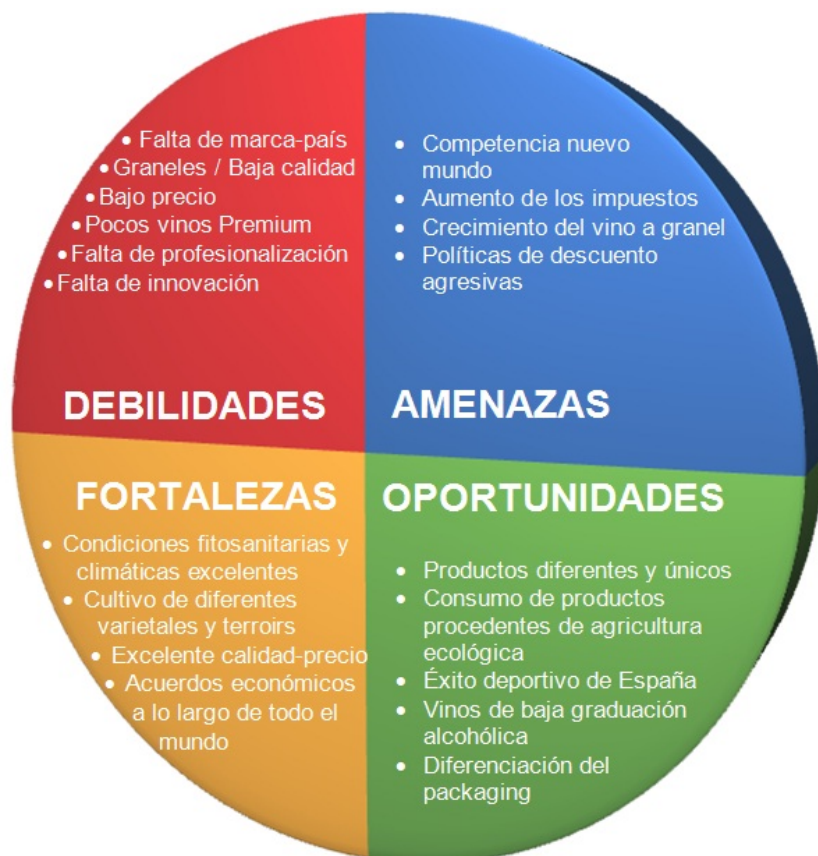 • Falta de marca-país
• Graneles / Baja calidad
• Bajo precio
• Pocos vinos Premium
• Falta de profesionalización
• Falta de innovación
DEBILIDADES
• Competencia nuevo
mundo
• Aumento de los impuestos
• Crecimiento del vino a granel
• Políticas de descuento
agresivas
AMENAZAS
FORTALEZAS
• Condiciones fitosanitarias y
climáticas excelentes
• Cultivo de diferentes
varietales y terroirs
• Excelente calidad-precio
• Acuerdos económicos
a lo largo de todo el
mundo
OPORTUNIDADES
• Productos diferentes y únicos
• Consumo de productos
procedentes de agricultura
ecológica
• Éxito deportivo de España
• Vinos de baja graduación
alcohólica
• Diferenciación del
packaging